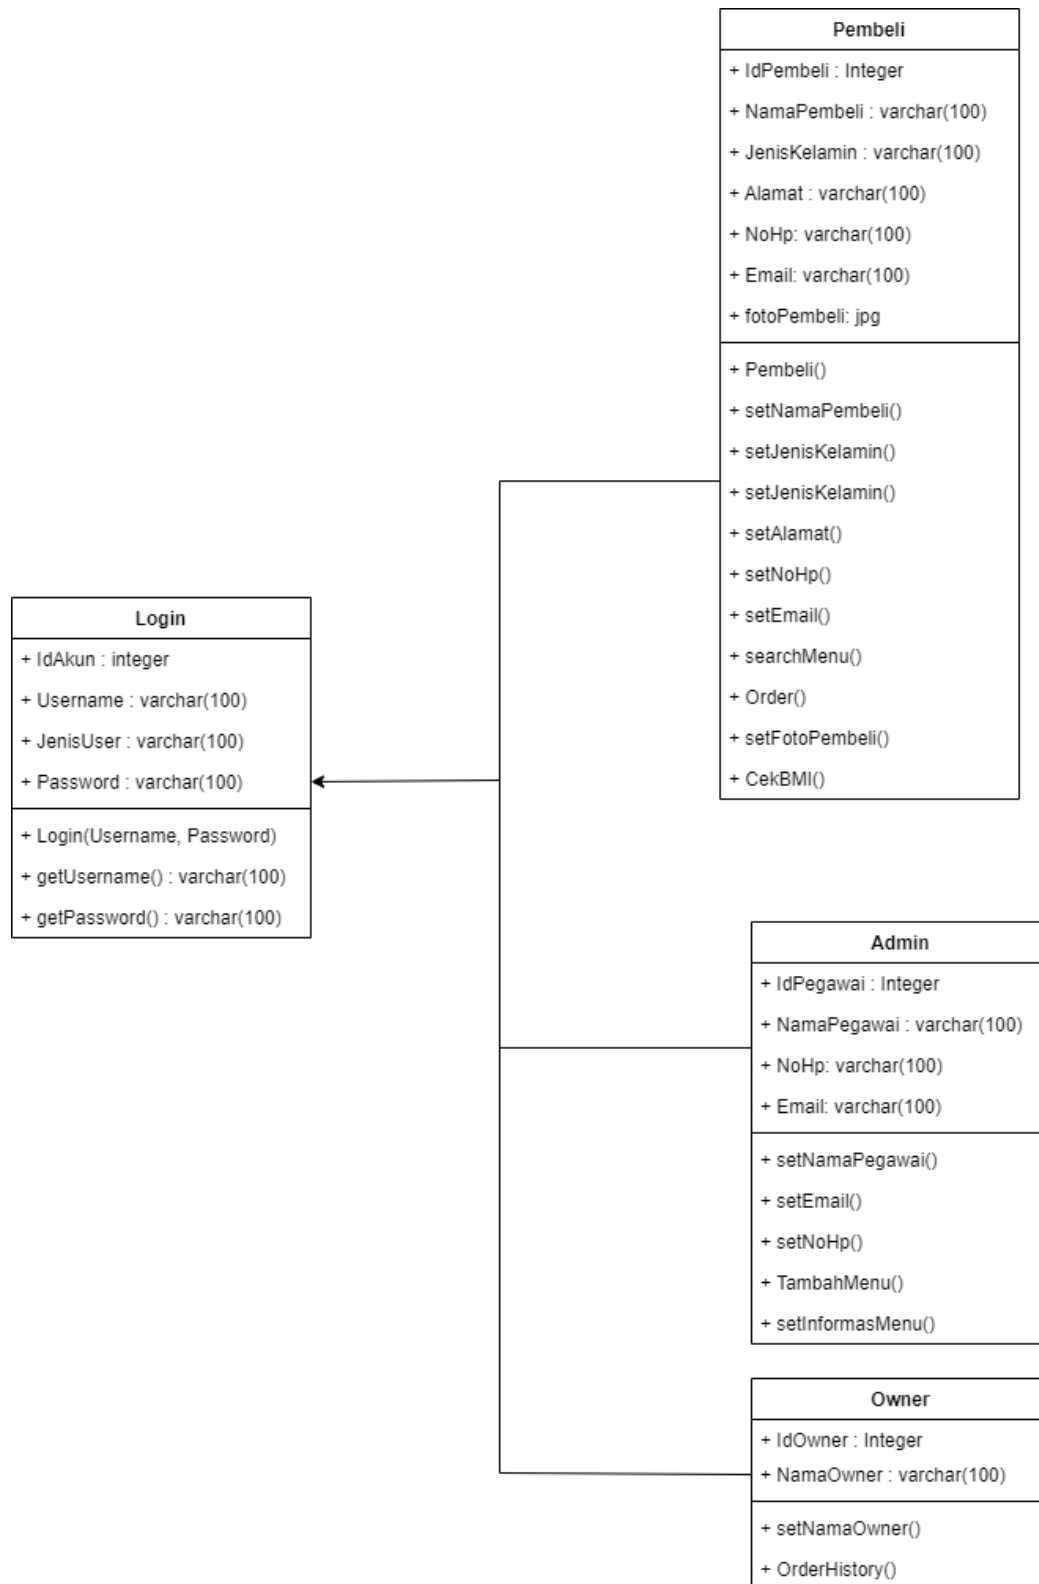 Pembeli
+ IdPembeli : Integer
+ NamaPembeli : varchar(100)
+ JenisKelamin : varchar(100)
+ Alamat : varchar(100)
+ NoHp: varchar(100)
+ Email: varchar(100)
+ fotoPembeli: jpg
+ Pembeli()
+ setNamaPembeli()
+ setJenisKelamin()
+ setJenisKelamin()
+ setAlamat()
+ setNoHp()
+ setEmail()
+ searchMenu()
+ Order()
+ setFotoPembeli()
+ CekBMI()
Login
+ IdAkun : integer
+ Username : varchar(100)
+ JenisUser : varchar(100)
+ Password : varchar(100)
+ Login(Username, Password)
+ getUsername() : varchar(100)
+ getPassword() : varchar(100)
Admin
+ IdPegawai : Integer
+ NamaPegawai : varchar(100)
+ NoHp: varchar(100)
+ Email: varchar(100)
+ setNamaPegawai()
+ setEmail()
+ setNoHp()
+ TambahMenu()
+ setInformasMenu()
Owner
+ IdOwner : Integer
+ NamaOwner : varchar(100)
+ setNamaOwner()
+ OrderHistory()